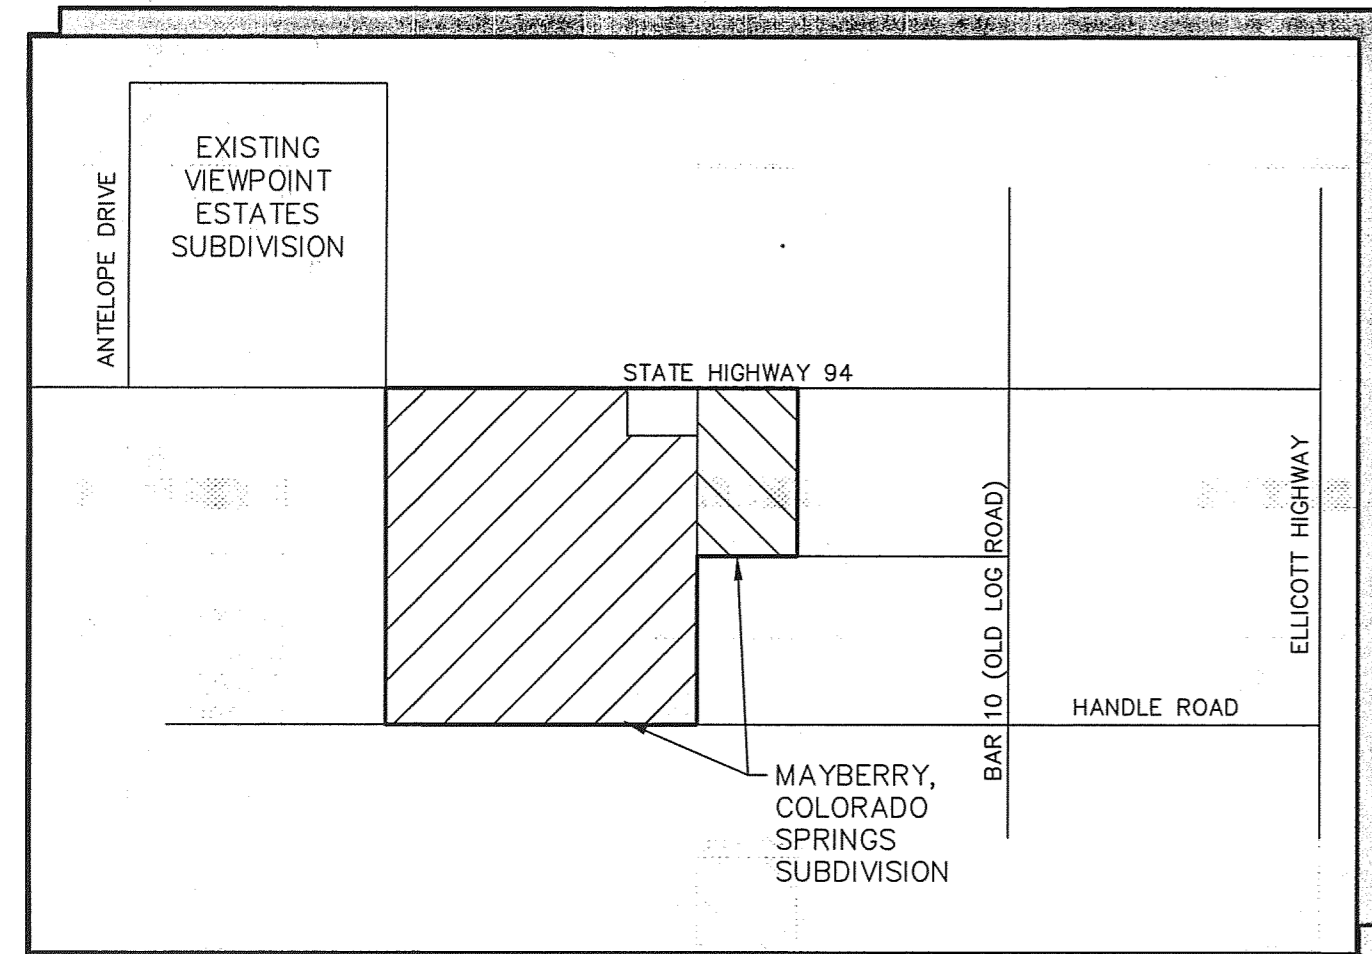 EXISTING
VIEWPOINT
ESTATES
SUBDIVISION
ANTELOPE DRIVE
STATE HIGHWAY 94
BAR 10 (OLD LOG ROAD)
ELLICOTT HIGHWAY
HANDLE ROAD
MAYBERRY,
COLORADO
SPRINGS
SUBDIVISION